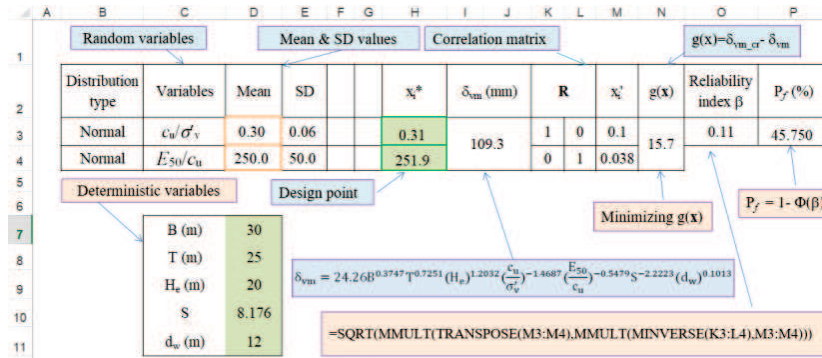 A B C D E F G H I J K L M N O P
Random variables Mean & SD values Correlation matrix g(x)=δvm_cr- δvm
1
Distribution type Variables Mean SD xᵢ* δvm (mm) R xᵢ' g(x) Reliability index β Pf (%)
2
3 Normal cu/σ'v 0.30 0.06 0.31 109.3 1 0 0.1 15.7 0.11 45.750
4 Normal E50/cu 250.0 50.0 251.9 0 1 0.038
5 Deterministic variables Design point
6 Minimizing g(x) Pf = 1- Φ(β)
7 B (m) 30
8 T (m) 25
δvm = 24.26B^0.3747T^0.7251(He)^1.2032(cu/σ'v)^-1.4687(E50/cu)^-0.5479S^-2.2223(dw)^0.1013
9 He (m) 20
10 S 8.176
=SQRT(MMULT(TRANSPOSE(M3:M4),MMULT(MINVERSE(K3:L4),M3:M4)))
11 dw (m) 12